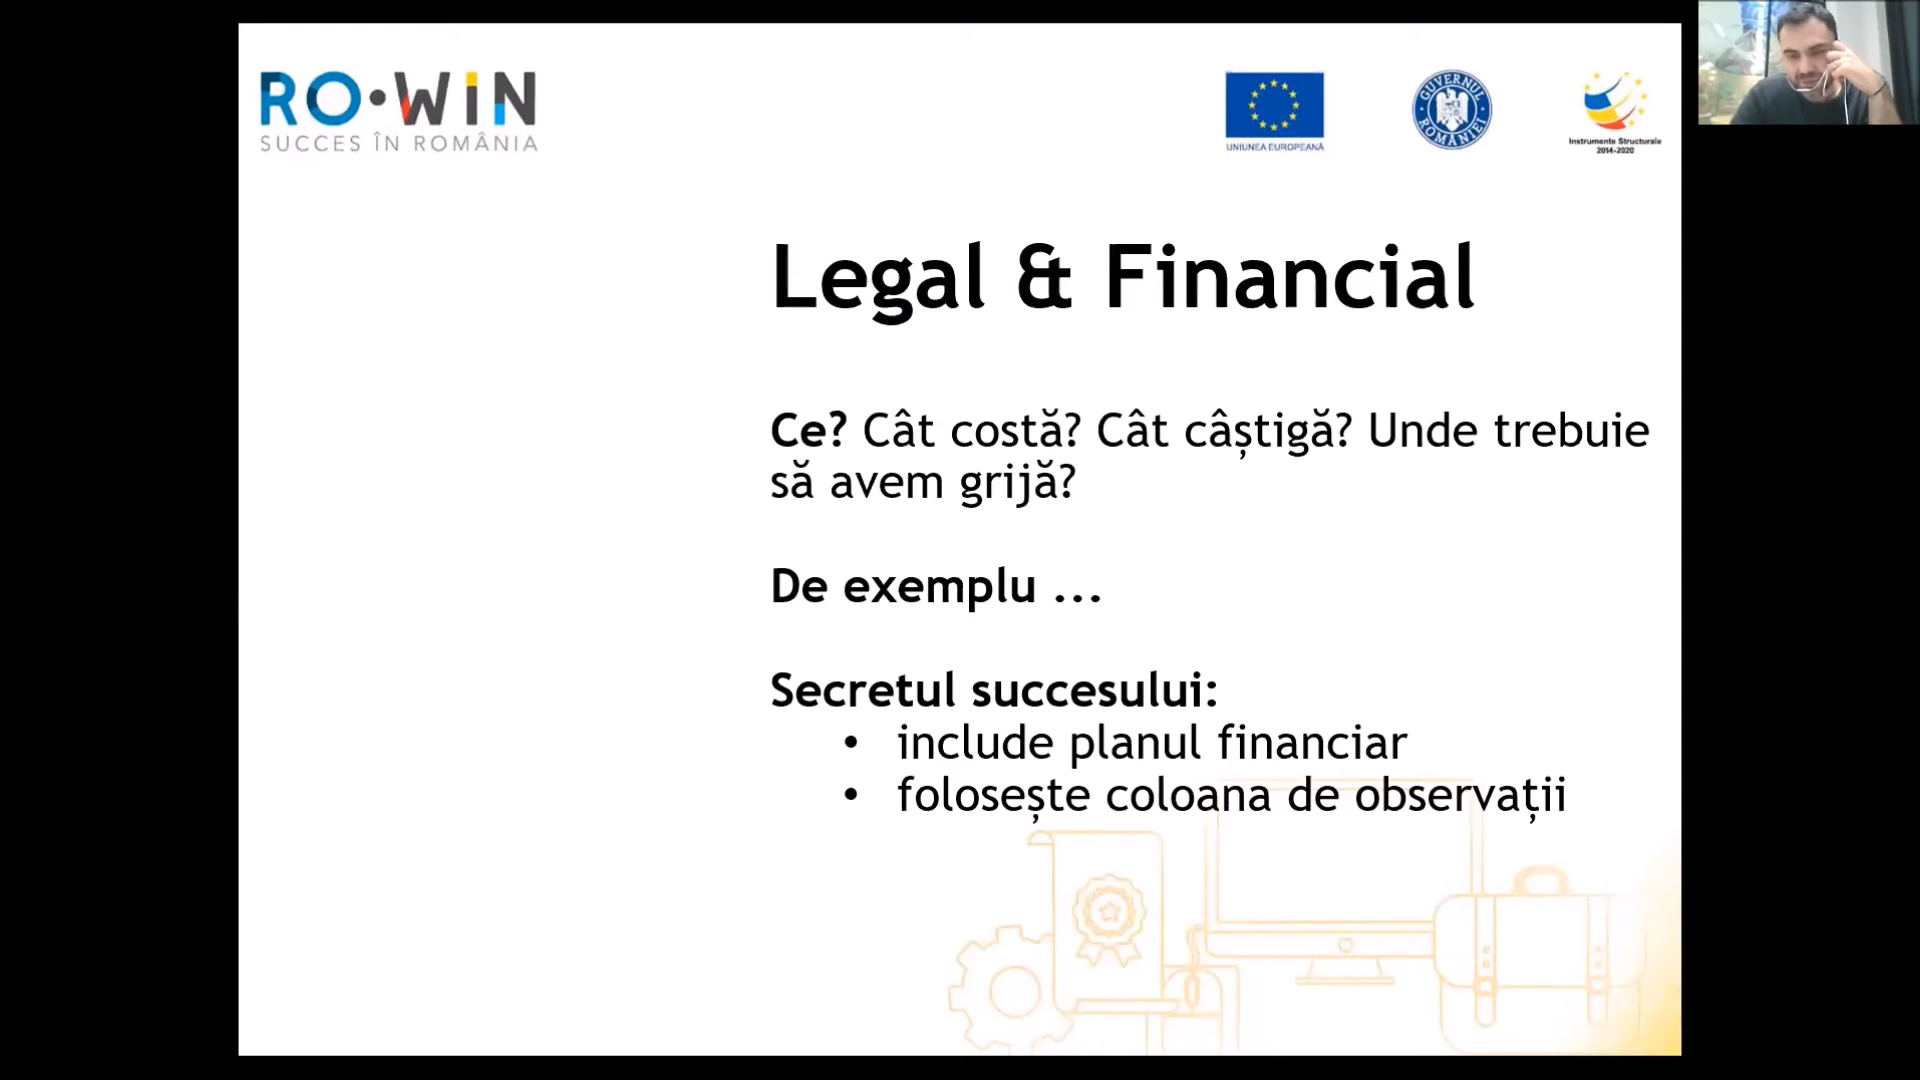 RO•WIN
SUCCES ÎN ROMÂNIA
UNIUNEA EUROPEANĂ
GUVERNUL ROMÂNIEI
Instrumente Structurale
2014-2020
Legal & Financial
Ce? Cât costă? Cât câștigă? Unde trebuie
să avem grijă?
De exemplu ...
Secretul succesului:
• include planul financiar
• folosește coloana de observații